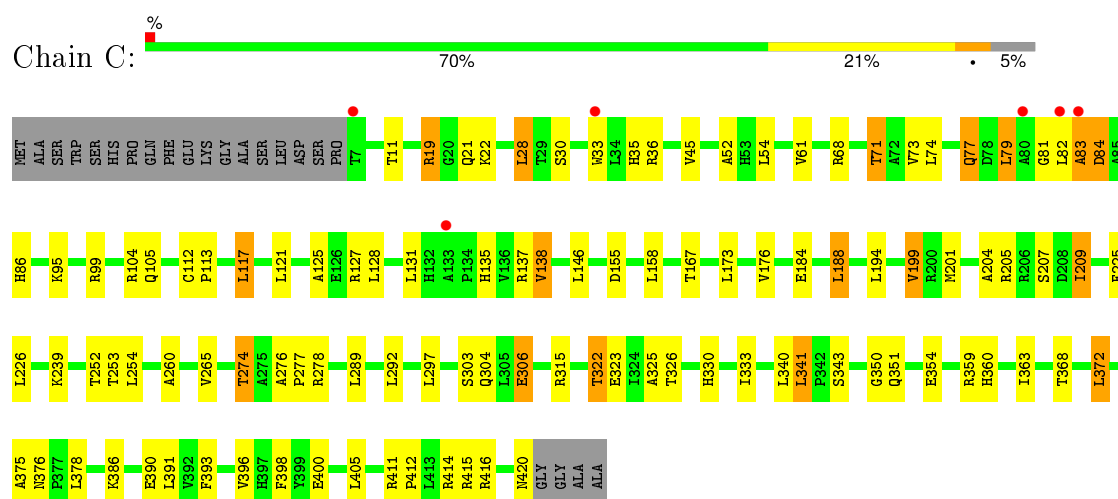 %
Chain C:
70% 21% • 5%
MET ALA SER TRP SER HIS PRO GLN PHE GLU LYS GLY ALA SER LEU ASP SER PRO T7 T11 R19 G20 Q21 K22 L28 T29 S30 W33 L34 H35 R36 V45 A52 H53 L54 V61 R68 T71 A72 V73 L74 Q77 D78 L79 A80 G81 L82 A83 D84 A85
H86 K95 R99 R104 Q105 C112 P113 L117 L121 A125 E126 R127 L128 L131 H132 A133 P134 H135 V136 R137 V138 L146 D155 L158 T167 L173 V176 E184 L188 L194 V199 R200 M201 A204 R205 R206 S207 D208 I209
L226 K239 T252 T253 L254 A260 V265 T274 A275 A276 P277 R278 L289 L292 L297 S303 Q304 L305 E306 R315 T322 E323 I324 A325 T326 H330 I333 L340 L341 P342 S343 G350 Q351 E354 R359 H360 I363 T368 L372
A375 N376 P377 L378 K386 E390 L391 V392 F393 V396 H397 F398 Y399 E400 L405 R411 P412 L413 R414 R415 R416 N420 GLY GLY ALA ALA